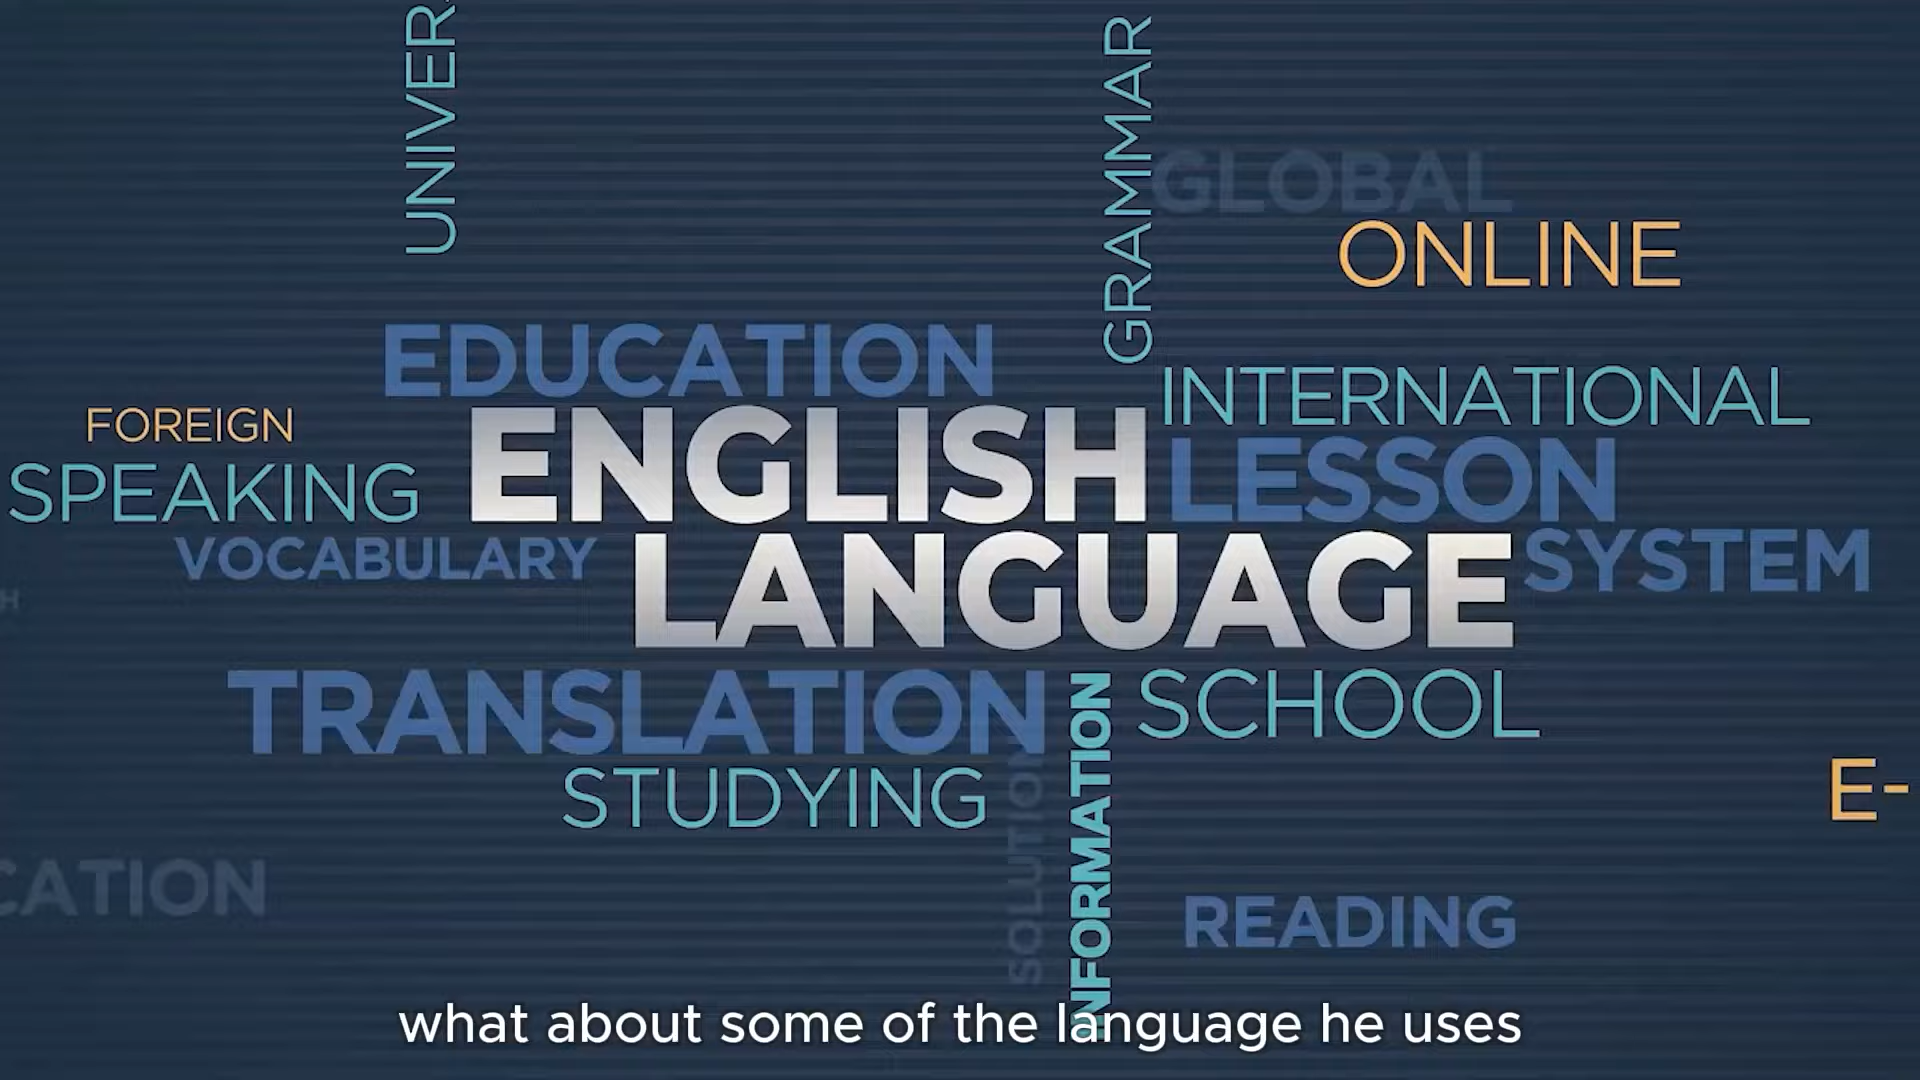 UNIVER
GRAMMAR
GLOBAL
ONLINE
EDUCATION
INTERNATIONAL
FOREIGN
ENGLISH
LESSON
SPEAKING
VOCABULARY
LANGUAGE
SYSTEM
H
TRANSLATION
SCHOOL
STUDYING
SOLUTION
INFORMATION
E-
CATION
READING
what about some of the language he uses